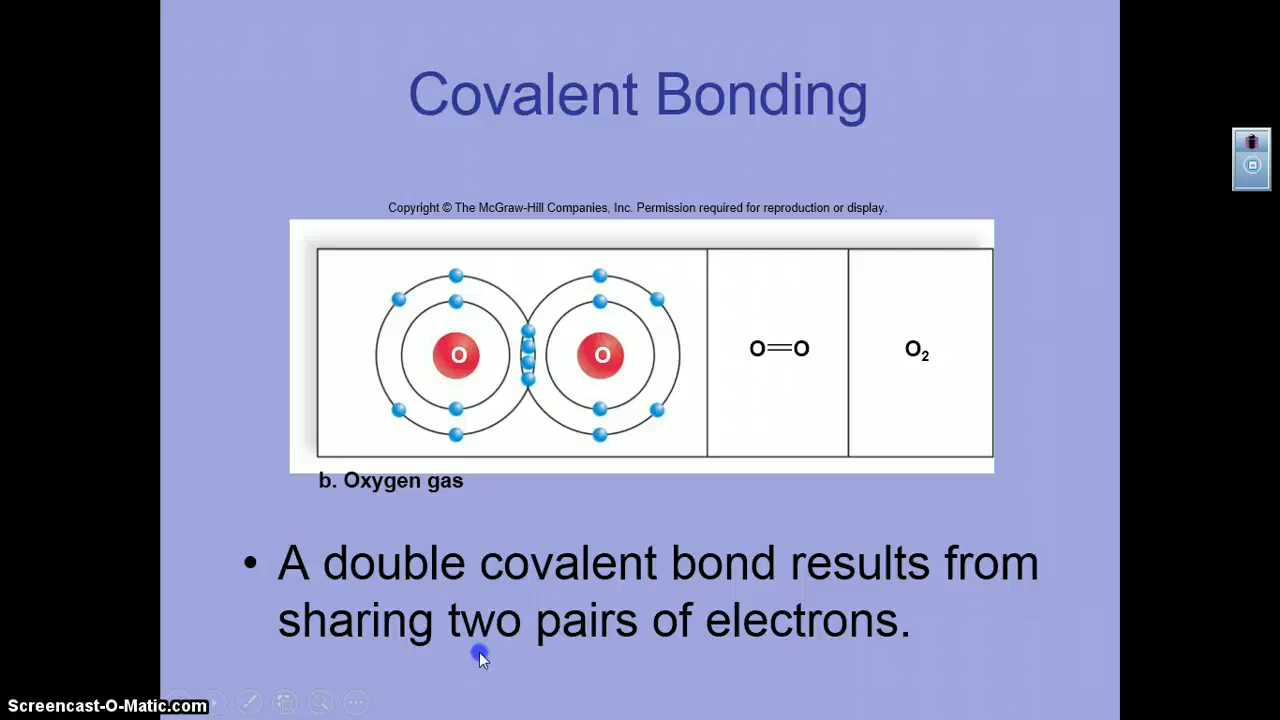 Covalent Bonding
Copyright © The McGraw-Hill Companies, Inc. Permission required for reproduction or display.
O O
O=O
O₂
b. Oxygen gas
• A double covalent bond results from
sharing two pairs of electrons.
Screencast-O-Matic.com